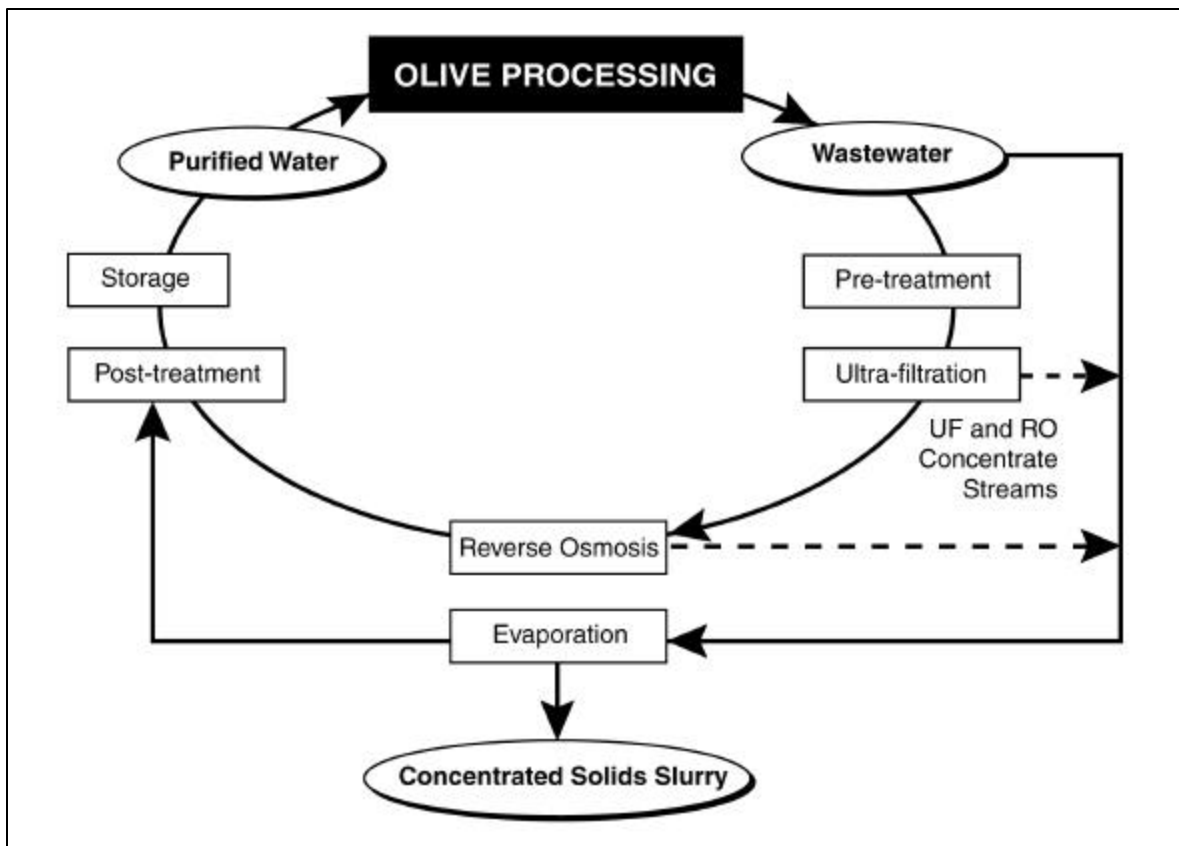 OLIVE PROCESSING
Purified Water
Wastewater
Storage
Pre-treatment
Post-treatment
Ultra-filtration
UF and RO
Concentrate
Streams
Reverse Osmosis
Evaporation
Concentrated Solids Slurry